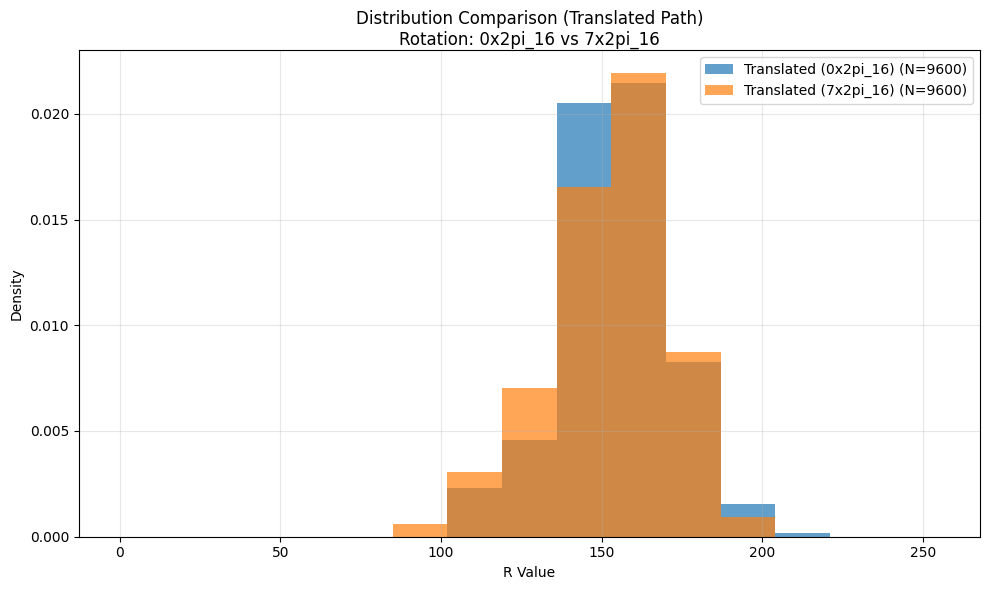 Distribution Comparison (Translated Path)
Rotation: 0x2pi_16 vs 7x2pi_16
Translated (0x2pi_16) (N=9600)
Translated (7x2pi_16) (N=9600)
Density
0.020
0.015
0.010
0.005
0.000
0 50 100 150 200 250
R Value